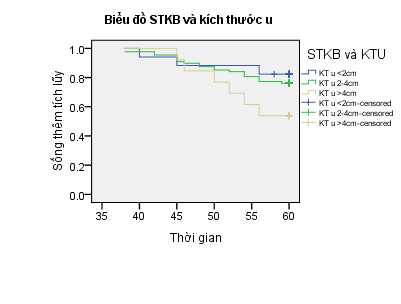 Biểu đồ STKB và kích thước u
Sống thêm tích lũy
1.0
0.8
0.6
0.4
0.2
0.0
35
40
45
50
55
60
Thời gian
STKB và KTU
KT u <2cm
KT u 2-4cm
KT u >4cm
KT u <2cm-censored
KT u 2-4cm-censored
KT u >4cm-censored